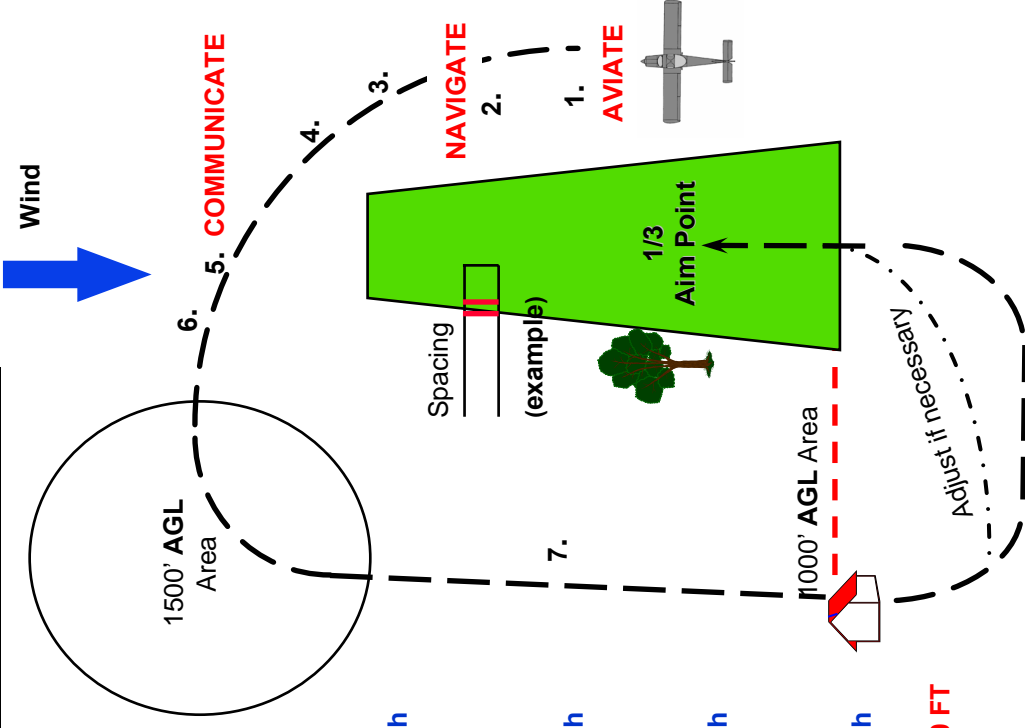 Wind
COMMUNICATE
NAVIGATE
AVIATE
1.
2.
3.
4.
5.
6.
7.
1500' AGL
Area
Spacing
(example)
1/3
Aim Point
1000' AGL Area
Adjust if necessary
h
h
h
h
FT